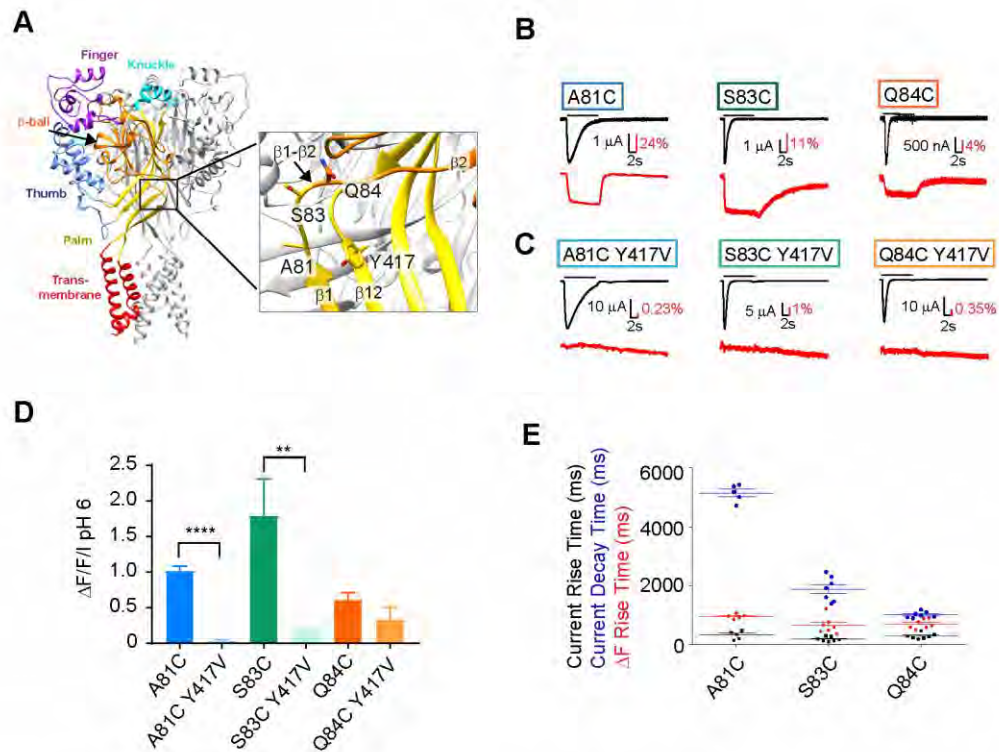 A
Finger
Knuckle
β-ball
Thumb
Palm
Trans-
membrane
β1-β2
β2
Q84
S83
A81
Y417
β1
β12
B
A81C
S83C
Q84C
1 µA 24%
2s
1 µA 11%
2s
500 nA 4%
2s
C
A81C Y417V
S83C Y417V
Q84C Y417V
10 µA 0.23%
2s
5 µA 1%
2s
10 µA 0.35%
2s
D
ΔF/F/I pH 6
2.5
2.0
1.5
1.0
0.5
0
****
**
A81C
A81C Y417V
S83C
S83C Y417V
Q84C
Q84C Y417V
E
Current Rise Time (ms)
Current Decay Time (ms)
ΔF Rise Time (ms)
6000
4000
2000
0
A81C
S83C
Q84C